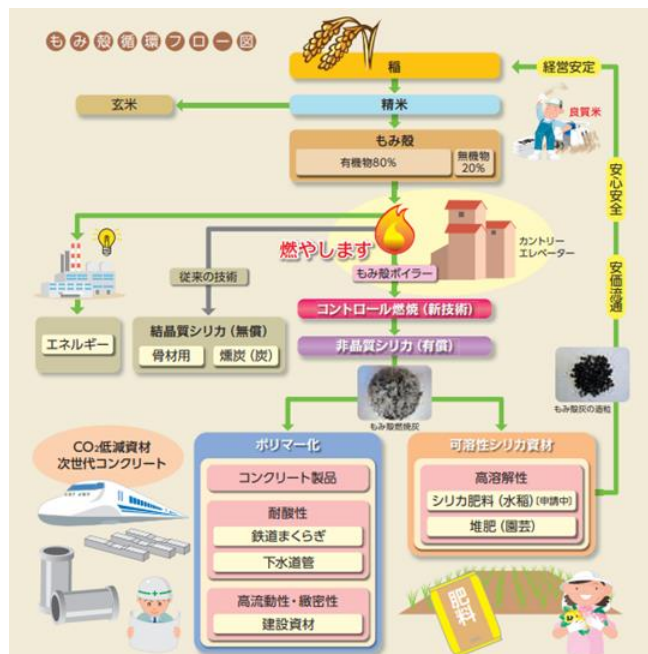 もみ殻循環フロー図
稲
経営安定
玄米
精米
良質米
もみ殻
有機物80%
無機物
20%
安心安全
燃やします
カントリー
エレベーター
従来の技術
もみ殻ボイラー
安価流通
コントロール燃焼(新技術)
結晶質シリカ(無償)
エネルギー
骨材用
燻炭(炭)
非晶質シリカ(有償)
もみ殻燃焼灰
もみ殻灰の造粒
CO₂低減資材
次世代コンクリート
ポリマー化
可溶性シリカ資材
コンクリート製品
高溶解性
シリカ肥料(水稲)[申請中]
堆肥(園芸)
耐酸性
鉄道まくらぎ
下水道管
高流動性・緻密性
建設資材
肥料